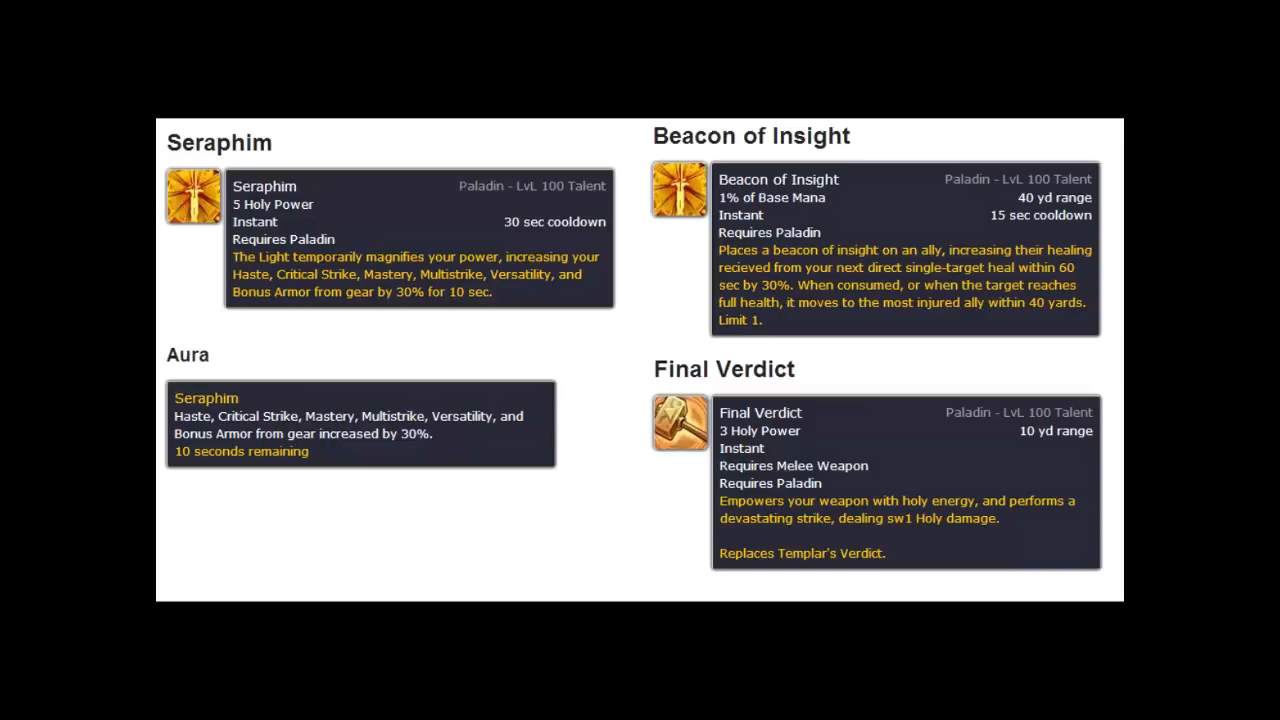 Seraphim
Seraphim Paladin - LvL 100 Talent
5 Holy Power
Instant 30 sec cooldown
Requires Paladin
The Light temporarily magnifies your power, increasing your
Haste, Critical Strike, Mastery, Multistrike, Versatility, and
Bonus Armor from gear by 30% for 10 sec.
Aura
Seraphim
Haste, Critical Strike, Mastery, Multistrike, Versatility, and
Bonus Armor from gear increased by 30%.
10 seconds remaining
Beacon of Insight
Beacon of Insight Paladin - LvL 100 Talent
1% of Base Mana 40 yd range
Instant 15 sec cooldown
Requires Paladin
Places a beacon of insight on an ally, increasing their healing
recieved from your next direct single-target heal within 60
sec by 30%. When consumed, or when the target reaches
full health, it moves to the most injured ally within 40 yards.
Limit 1.
Final Verdict
Final Verdict Paladin - LvL 100 Talent
3 Holy Power 10 yd range
Instant
Requires Melee Weapon
Requires Paladin
Empowers your weapon with holy energy, and performs a
devastating strike, dealing sw1 Holy damage.
Replaces Templar's Verdict.